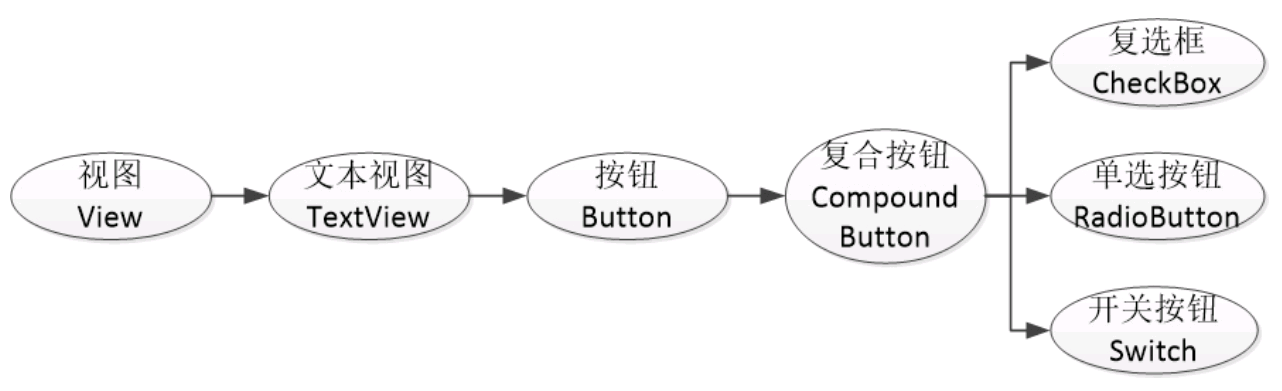 视图
View
文本视图
TextView
按钮
Button
复合按钮
Compound
Button
复选框
CheckBox
单选按钮
RadioButton
开关按钮
Switch